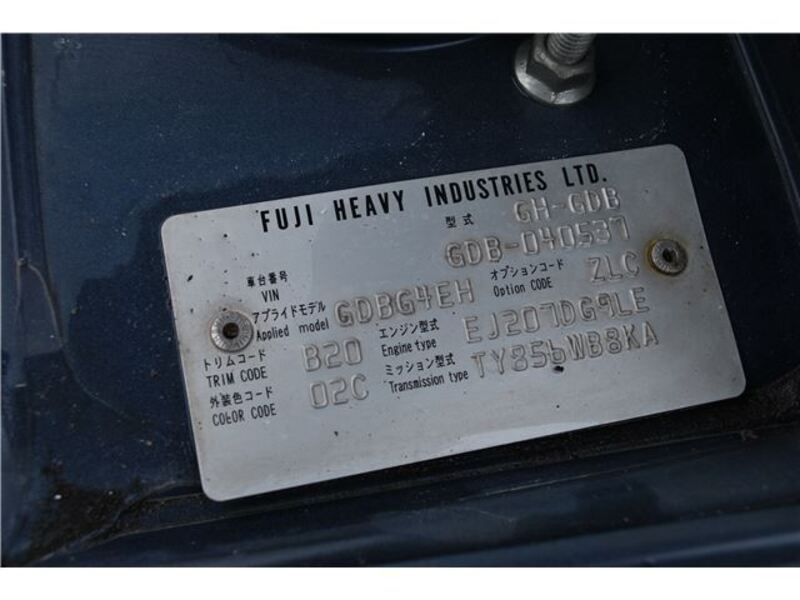 FUJI HEAVY INDUSTRIES LTD.
型式 GH-GDB
車台番号 VIN GDB-040537
アプライドモデル Applied model GDBG4EH オプションコード Option CODE ZLC
トリムコード TRIM CODE B20 エンジン型式 Engine type EJ207DG9LE
外装色コード COLOR CODE 02C ミッション型式 Transmission type TY856WB8KA